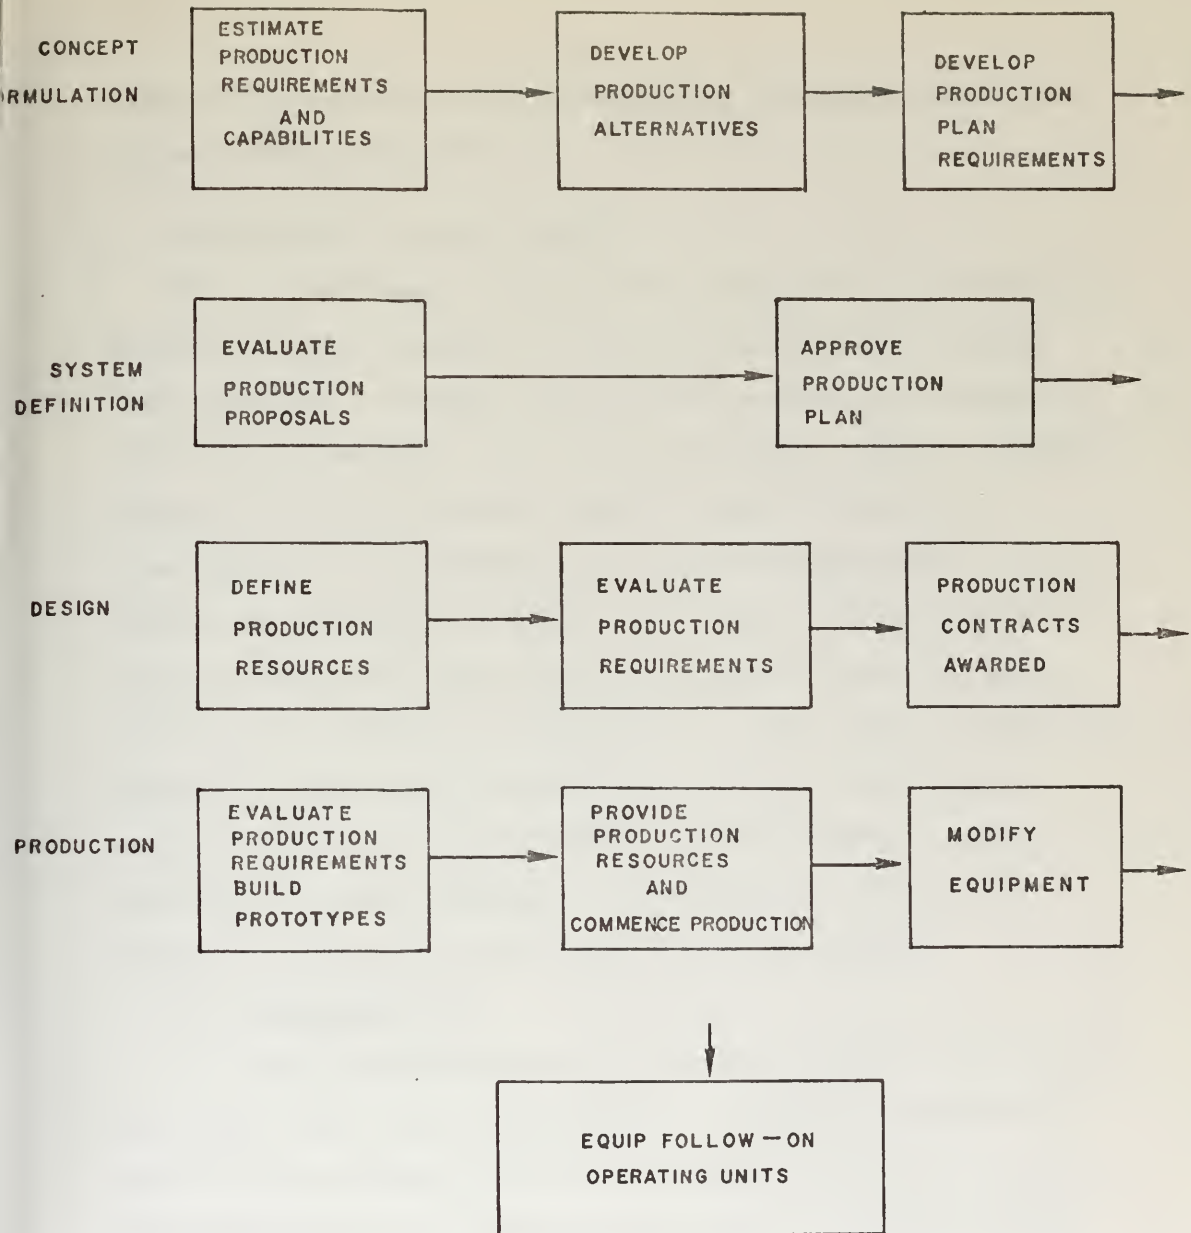 CONCEPT
RMULATION
ESTIMATE
PRODUCTION
REQUIREMENTS
AND
CAPABILITIES
DEVELOP
PRODUCTION
ALTERNATIVES
DEVELOP
PRODUCTION
PLAN
REQUIREMENTS
SYSTEM
DEFINITION
EVALUATE
PRODUCTION
PROPOSALS
APPROVE
PRODUCTION
PLAN
DESIGN
DEFINE
PRODUCTION
RESOURCES
EVALUATE
PRODUCTION
REQUIREMENTS
PRODUCTION
CONTRACTS
AWARDED
PRODUCTION
EVALUATE
PRODUCTION
REQUIREMENTS
BUILD
PROTOTYPES
PROVIDE
PRODUCTION
RESOURCES
AND
COMMENCE PRODUCTION
MODIFY
EQUIPMENT
EQUIP FOLLOW — ON
OPERATING UNITS